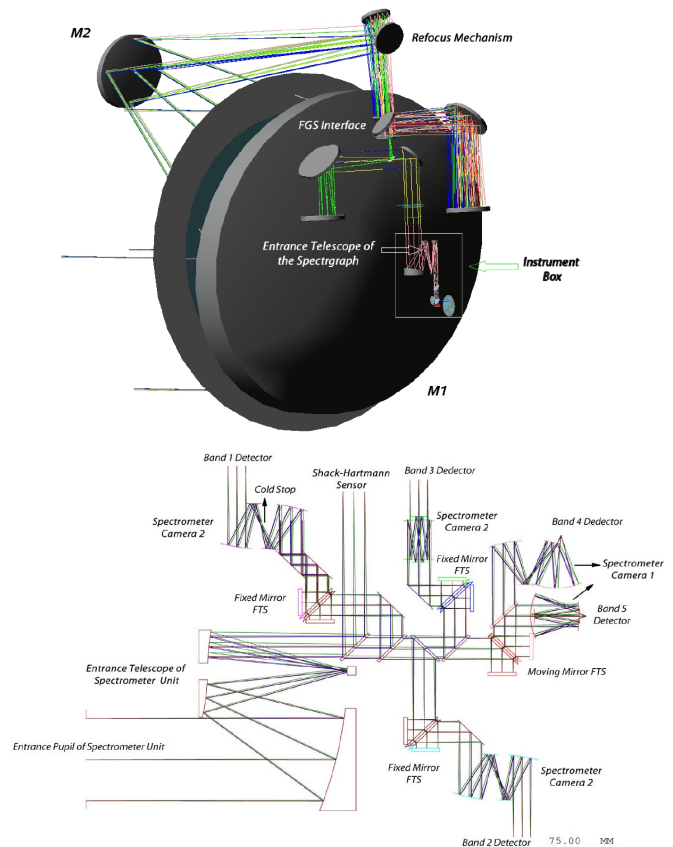 M2
Refocus Mechanism
FGS Interface
Entrance Telescope of
the Spectrgraph
Instrument
Box
M1
Band 1 Detector
Shack-Hartmann
Sensor
Band 3 Dedector
Cold Stop
Spectrometer
Camera 2
Spectrometer
Camera 2
Band 4 Dedector
Fixed Mirror
FTS
Spectrometer
Camera 1
Fixed Mirror
FTS
Band 5
Detector
Entrance Telescope of
Spectrometer Unit
Moving Mirror FTS
Entrance Pupil of Spectrometer Unit
Fixed Mirror
FTS
Spectrometer
Camera 2
Band 2 Detector
75.00 MM